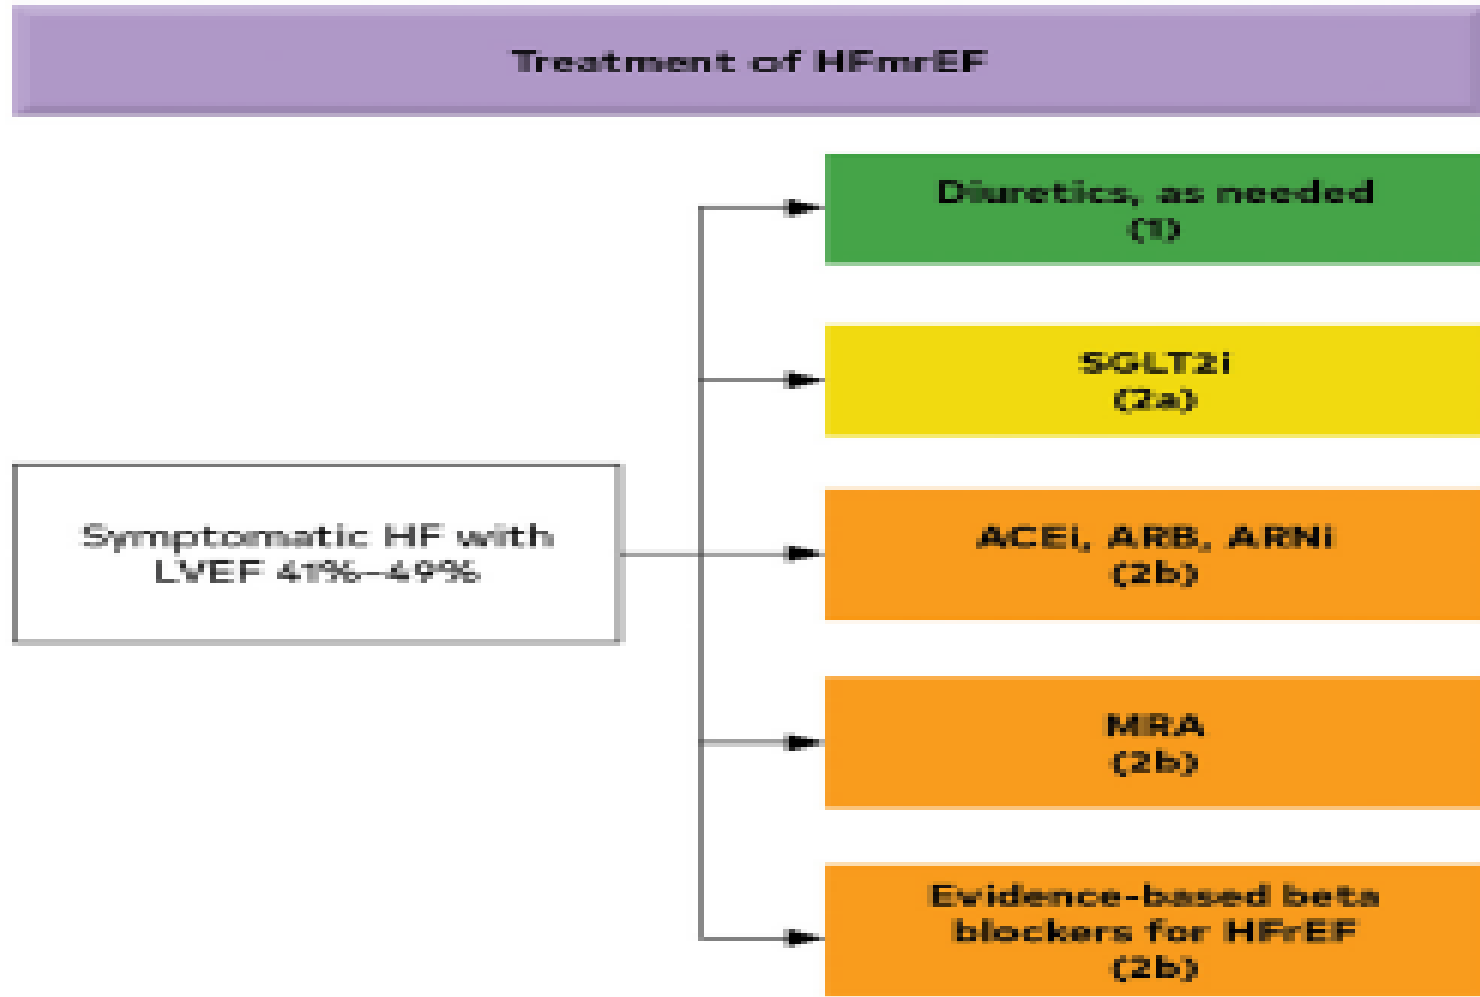 Treatment of HFmrEF
Diuretics, as needed
(1)
SGLT2i
(2a)
Symptomatic HF with
LVEF 41%–49%
ACEi, ARB, ARNi
(2b)
MRA
(2b)
Evidence-based beta
blockers for HFrEF
(2b)